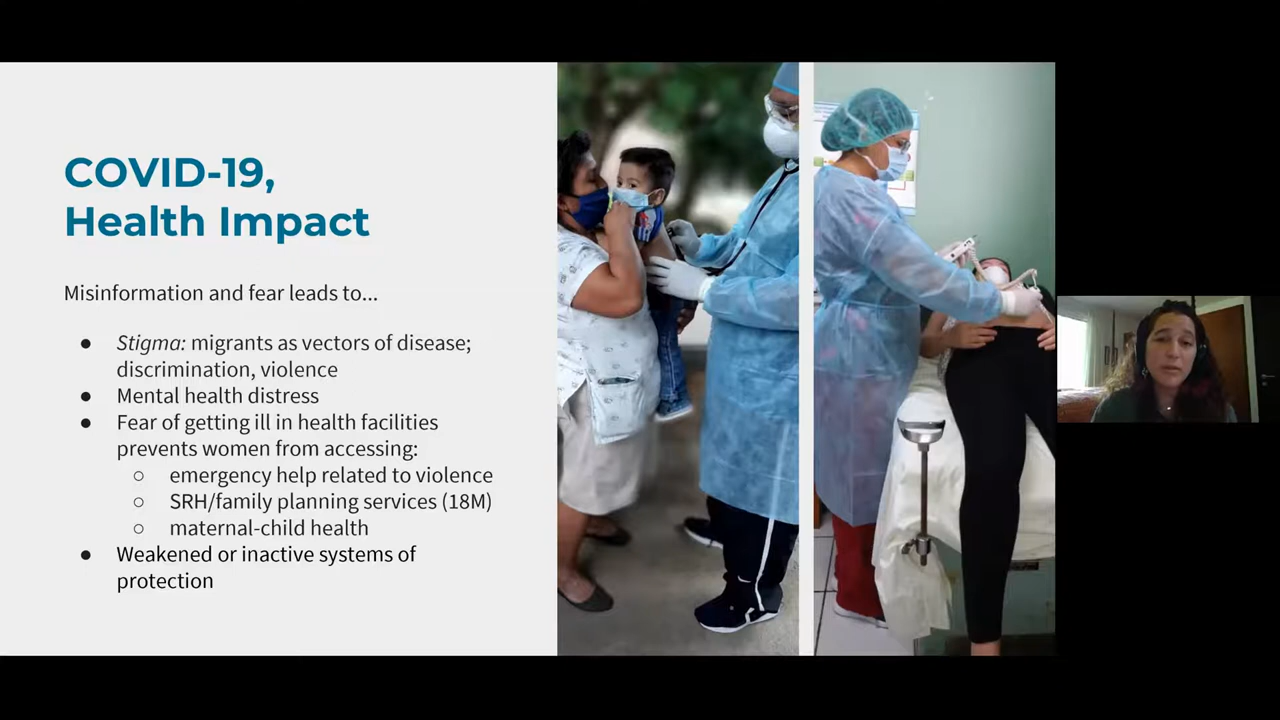 COVID-19,
Health Impact
Misinformation and fear leads to...
● Stigma: migrants as vectors of disease;
discrimination, violence
● Mental health distress
● Fear of getting ill in health facilities
prevents women from accessing:
○ emergency help related to violence
○ SRH/family planning services (18M)
○ maternal-child health
● Weakened or inactive systems of
protection